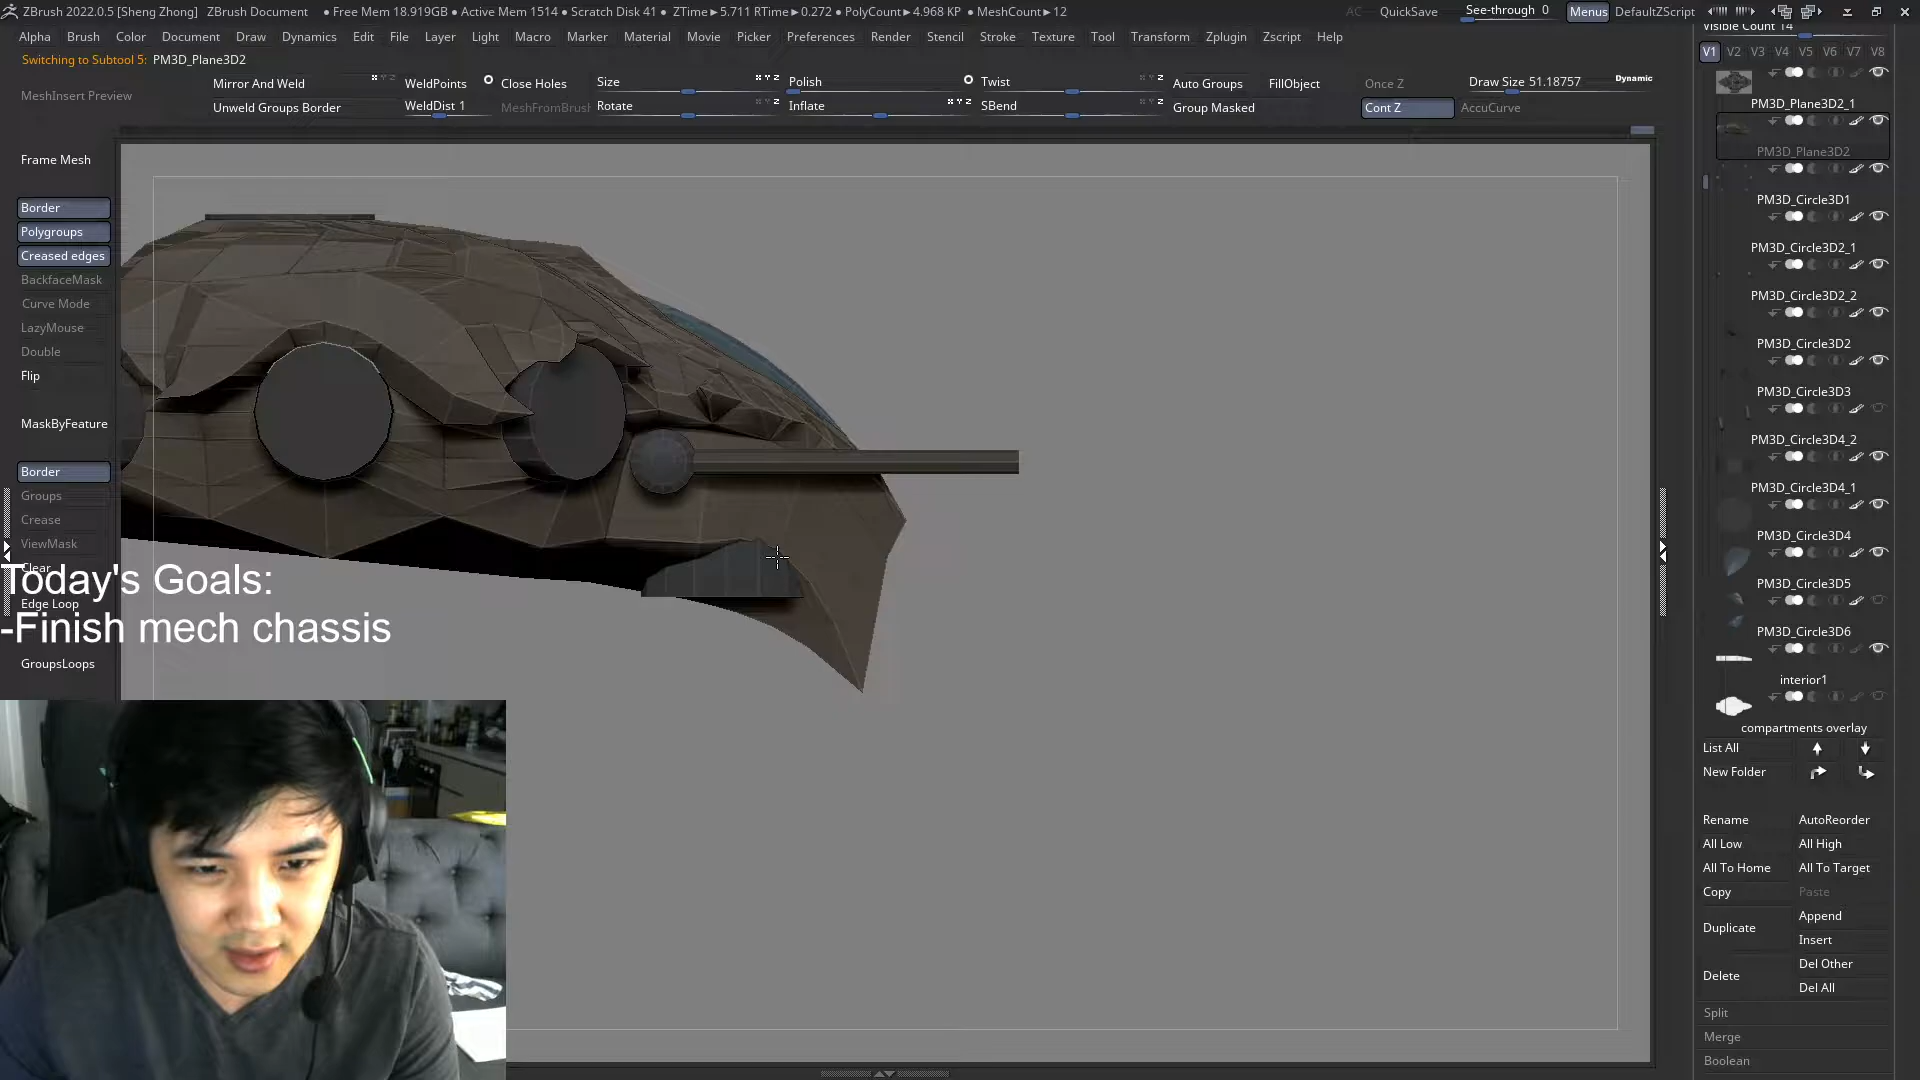 ZBrush 2022.0.5 [Sheng Zhong] ZBrush Document ● Free Mem 18.919GB ● Active Mem 1514 ● Scratch Disk 41 ● ZTime►5.711 RTime►0.272 ● PolyCount►4.968 KP ● MeshCount►12 AC QuickSave See-through 0 Menus DefaultZScript
Alpha Brush Color Document Draw Dynamics Edit File Layer Light Macro Marker Material Movie Picker Preferences Render Stencil Stroke Texture Tool Transform Zplugin Zscript Help
Switching to Subtool 5: PM3D_Plane3D2
MeshInsert Preview
Mirror And Weld
Unweld Groups Border
WeldPoints
WeldDist 1
Close Holes
MeshFromBrush
Size
Rotate
Polish
Inflate
Twist
SBend
Auto Groups
Group Masked
FillObject
Once Z
Cont Z
Draw Size 51.18757
Dynamic
AccuCurve
Frame Mesh
Border
Polygroups
Creased edges
BackfaceMask
Curve Mode
LazyMouse
Double
Flip
MaskByFeature
Border
Groups
Crease
ViewMask
Clear
Edge Loop
GroupsLoops
Today's Goals:
-Finish mech chassis
Visible Count 14
V1 V2 V3 V4 V5 V6 V7 V8
PM3D_Plane3D2_1
PM3D_Plane3D2
PM3D_Circle3D1
PM3D_Circle3D2_1
PM3D_Circle3D2_2
PM3D_Circle3D2
PM3D_Circle3D3
PM3D_Circle3D4_2
PM3D_Circle3D4_1
PM3D_Circle3D4
PM3D_Circle3D5
PM3D_Circle3D6
interior1
compartments overlay
List All
New Folder
Rename AutoReorder
All Low All High
All To Home All To Target
Copy Paste
Duplicate
Append
Insert
Delete
Del Other
Del All
Split
Merge
Boolean